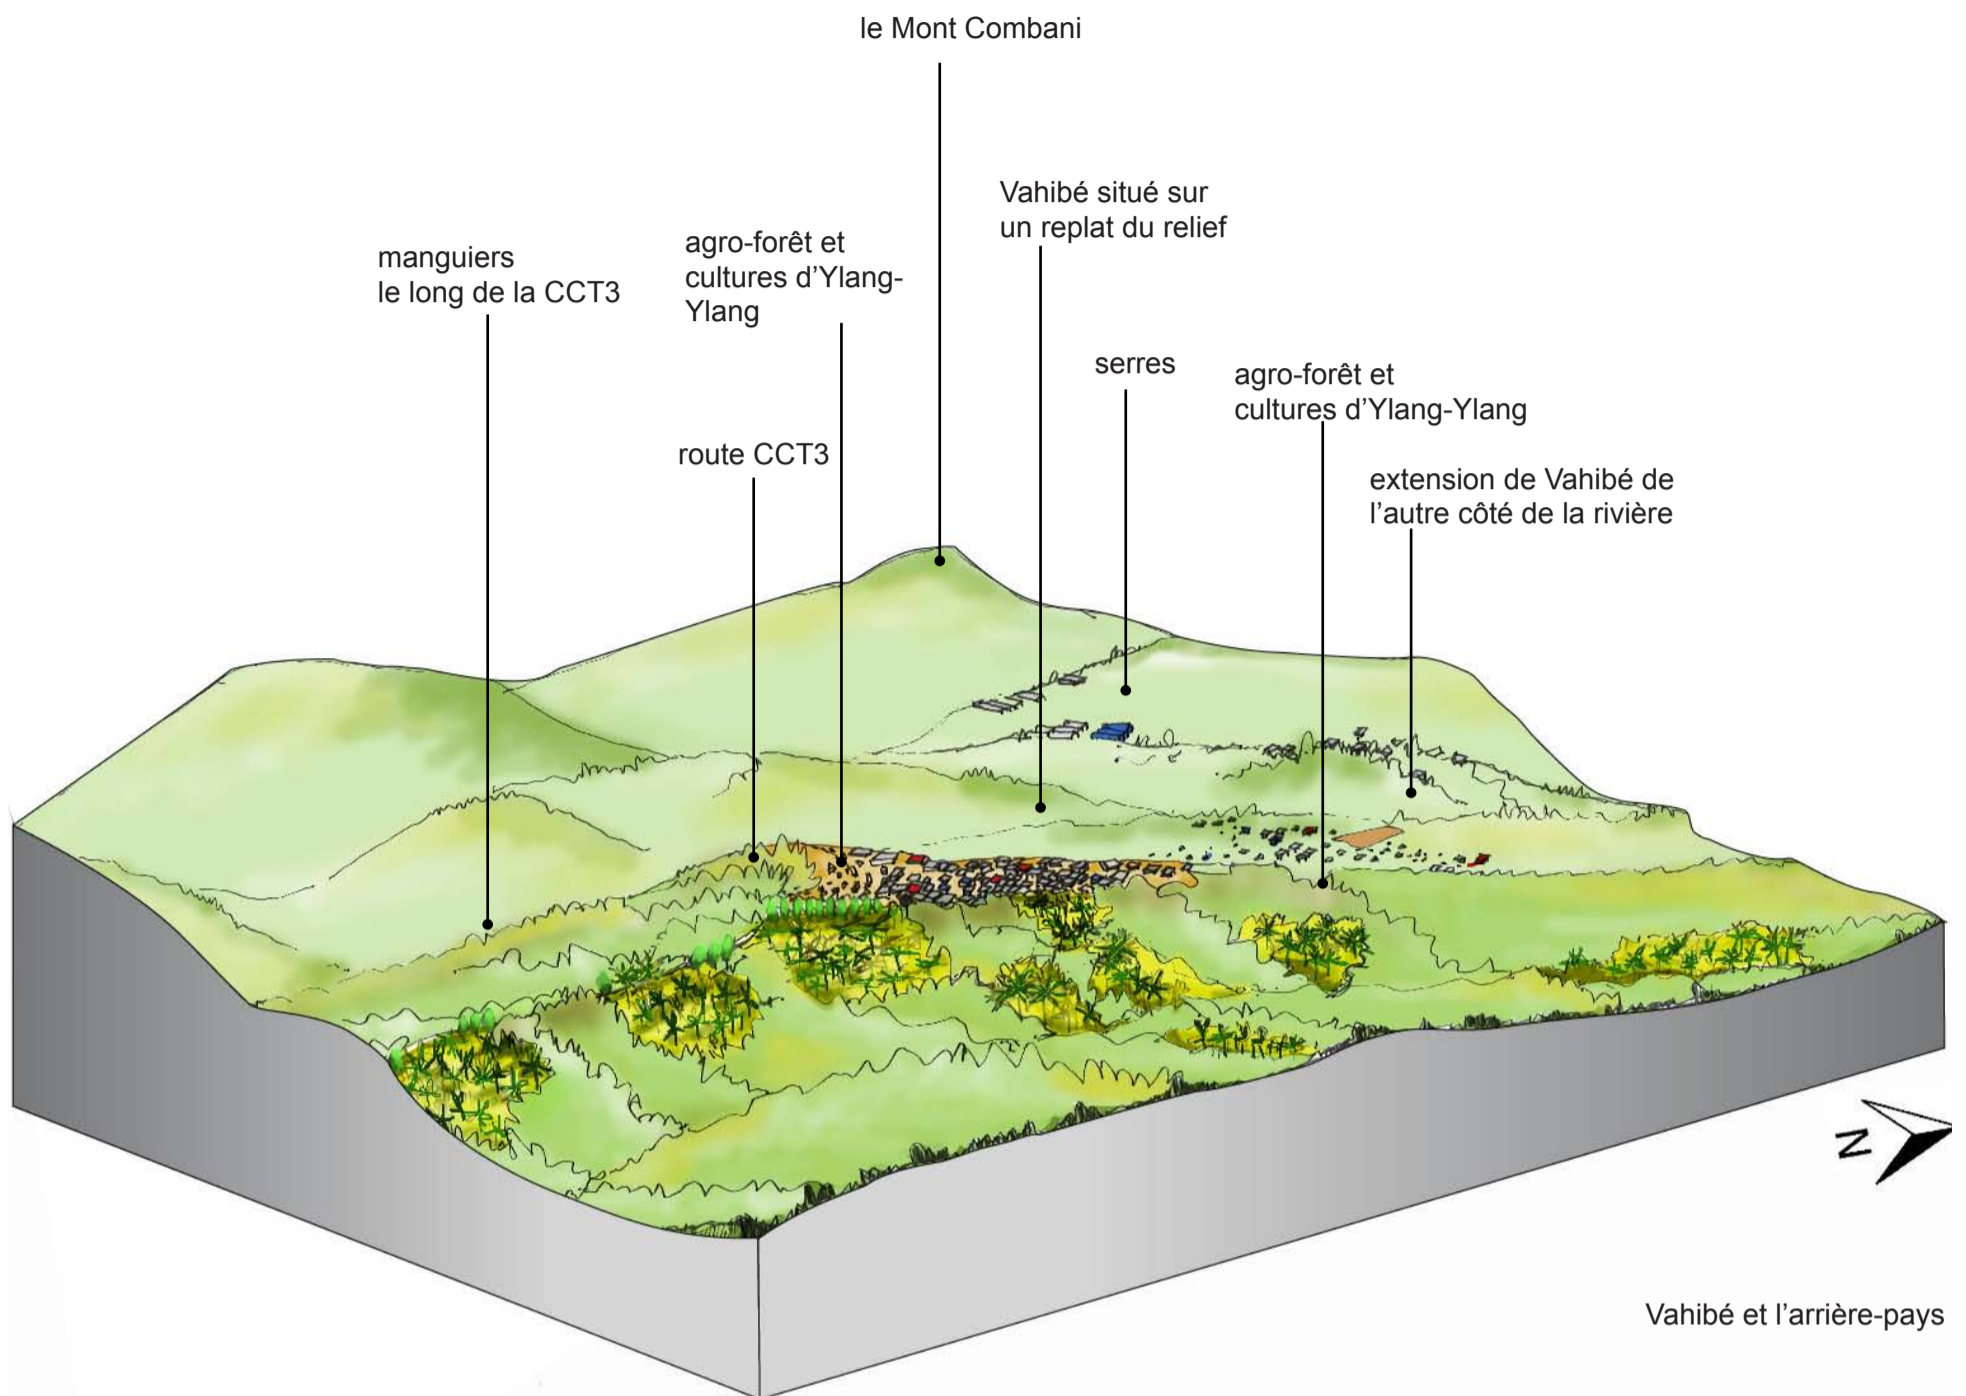 le Mont Combani
Vahibé situé sur
un replat du relief
agro-forêt et
cultures d'Ylang-
Ylang
manguiers
le long de la CCT3
serres
agro-forêt et
cultures d'Ylang-Ylang
route CCT3
extension de Vahibé de
l'autre côté de la rivière
N
Vahibé et l'arrière-pays